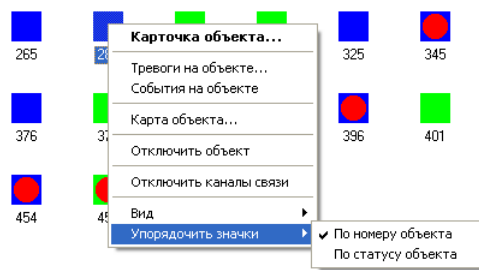 265
325
345
Карточка объекта...
Тревоги на объекте...
События на объекте
376
396
401
Карта объекта...
Отключить объект
Отключить каналы связи
454
Вид
Упорядочить значки
По номеру объекта
По статусу объекта